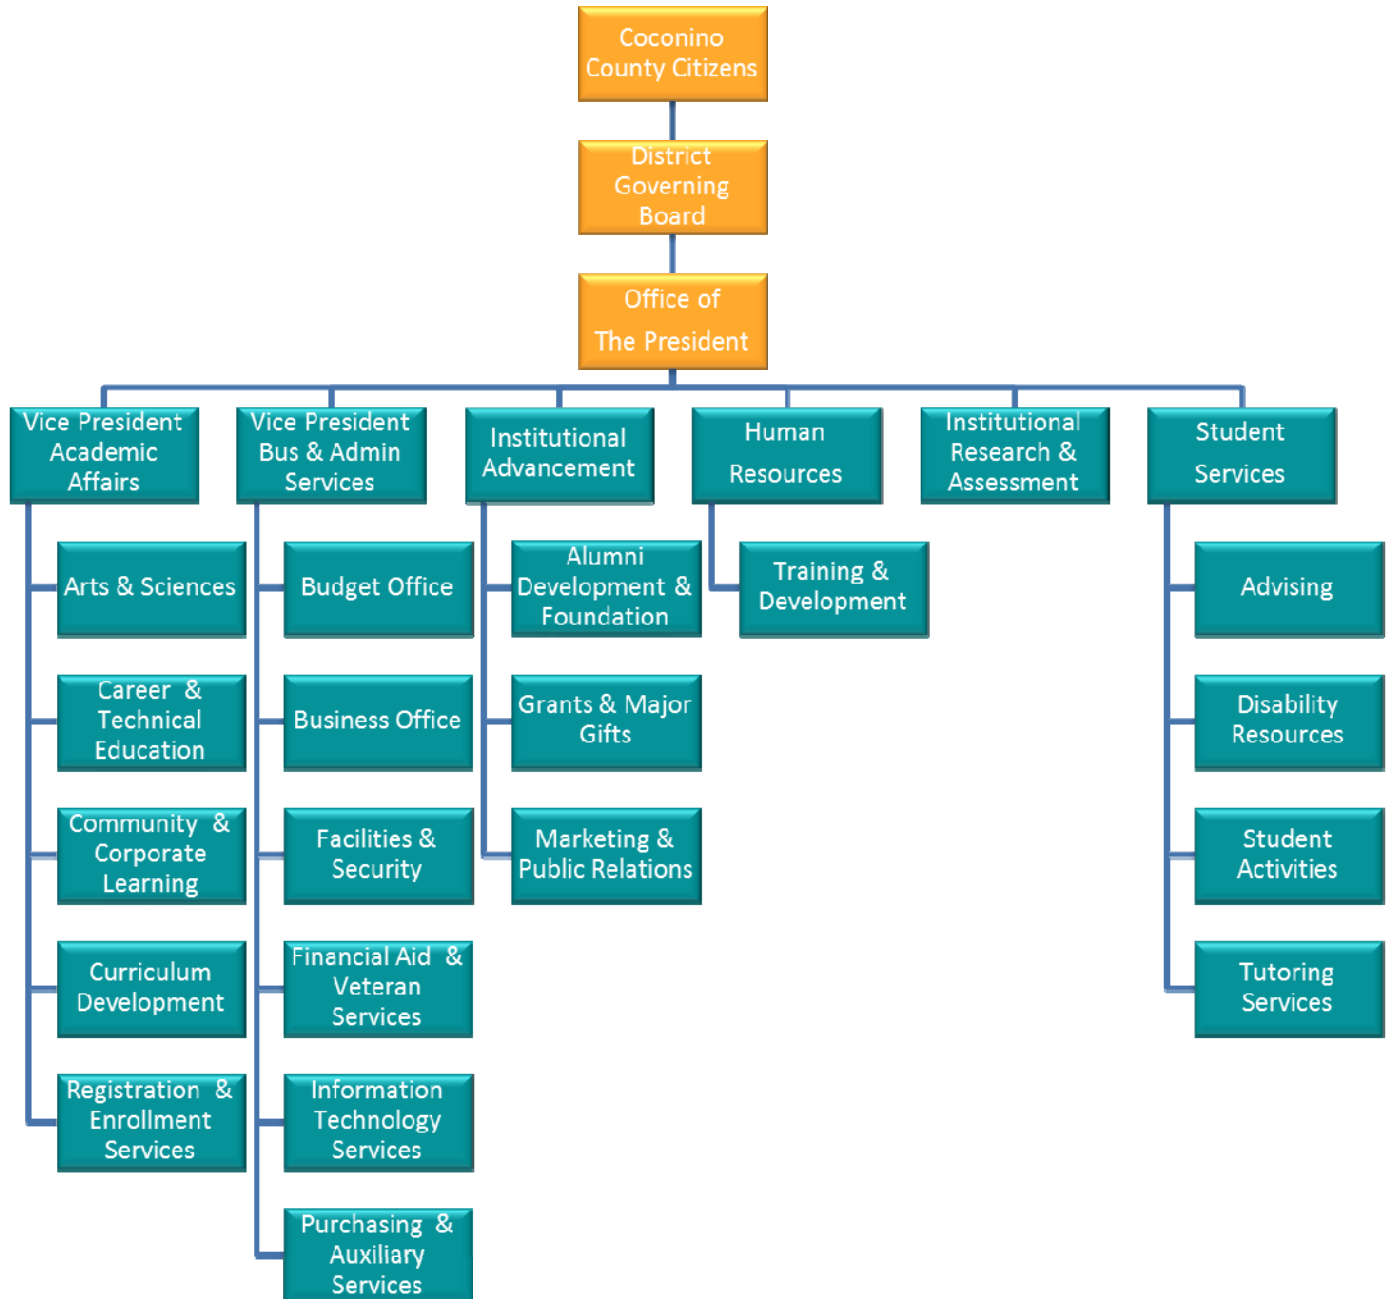 Coconino
County Citizens
District
Governing
Board
Office of
The President
Vice President
Academic
Affairs
Vice President
Bus & Admin
Services
Institutional
Advancement
Human
Resources
Institutional
Research &
Assessment
Student
Services
Arts & Sciences
Career & 
Technical
Education
Community &
Corporate
Learning
Curriculum
Development
Registration &
Enrollment
Services
Budget Office
Business Office
Facilities &
Security
Financial Aid &
Veteran
Services
Information
Technology
Services
Purchasing &
Auxiliary
Services
Alumni
Development &
Foundation
Grants & Major
Gifts
Marketing &
Public Relations
Training &
Development
Advising
Disability
Resources
Student
Activities
Tutoring
Services